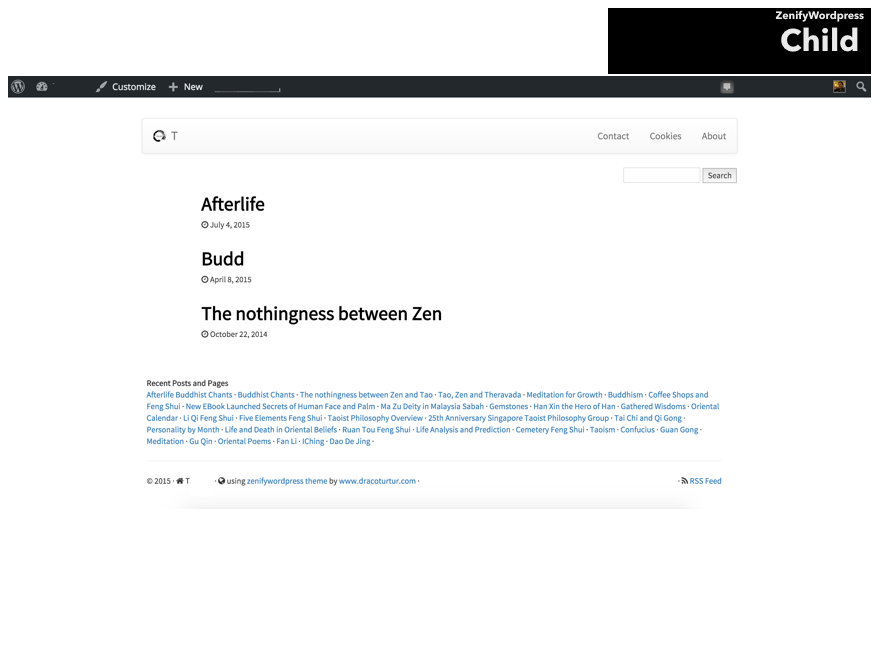 ZenifyWordpress
Child
Customize
New
T
Contact
Cookies
About
Search
Afterlife
July 4, 2015
Budd
April 8, 2015
The nothingness between Zen
October 22, 2014
Recent Posts and Pages
Afterlife Buddhist Chants · Buddhist Chants · The nothingness between Zen and Tao · Tao, Zen and Theravada · Meditation for Growth · Buddhism · Coffee Shops and
Feng Shui · New EBook Launched Secrets of Human Face and Palm · Ma Zu Deity in Malaysia Sabah · Gemstones · Han Xin the Hero of Han · Gathered Wisdoms · Oriental
Calendar · Li Qi Feng Shui · Five Elements Feng Shui · Taoist Philosophy Overview · 25th Anniversary Singapore Taoist Philosophy Group · Tai Chi and Qi Gong ·
Personality by Month · Life and Death in Oriental Beliefs · Ruan Tou Feng Shui · Life Analysis and Prediction · Cemetery Feng Shui · Taoism · Confucius · Guan Gong ·
Meditation · Gu Qin · Oriental Poems · Fan Li · IChing · Dao De Jing ·
© 2015 · T · using zenifywordpress theme by www.dracoturtur.com · · RSS Feed